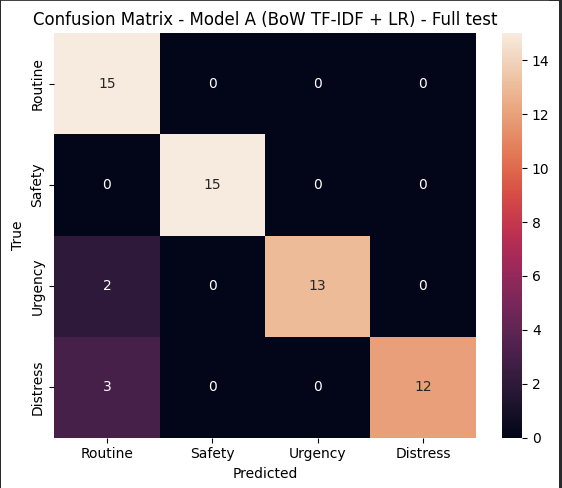 Confusion Matrix - Model A (BoW TF-IDF + LR) - Full test
True
Routine 15 0 0 0
Safety 0 15 0 0
Urgency 2 0 13 0
Distress 3 0 0 12
Routine Safety Urgency Distress
Predicted
14
12
10
8
6
4
2
0